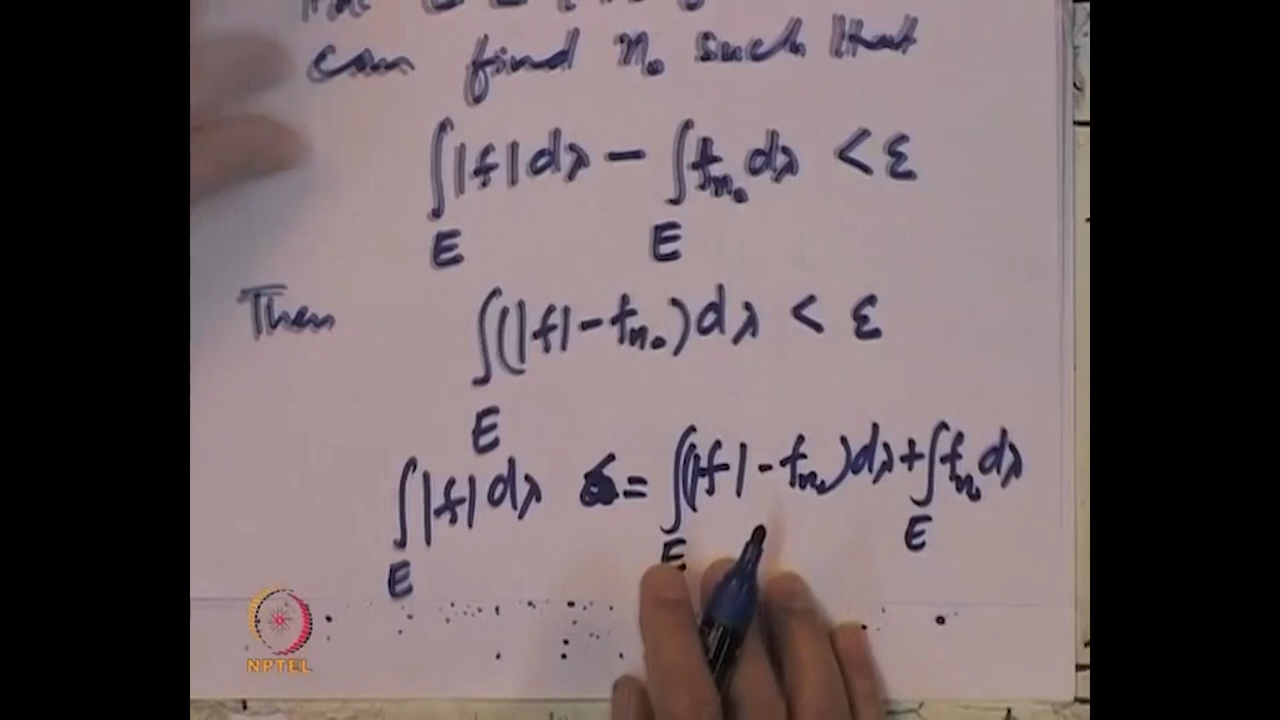 can find n₀ such that
∫_E |f| dλ − ∫_E f_{n₀} dλ < ε
Then ∫_E (|f| − f_{n₀}) dλ < ε
∫_E |f| dλ = ∫_E (|f| − f_{n₀}) dλ + ∫_E f_{n₀} dλ
NPTEL